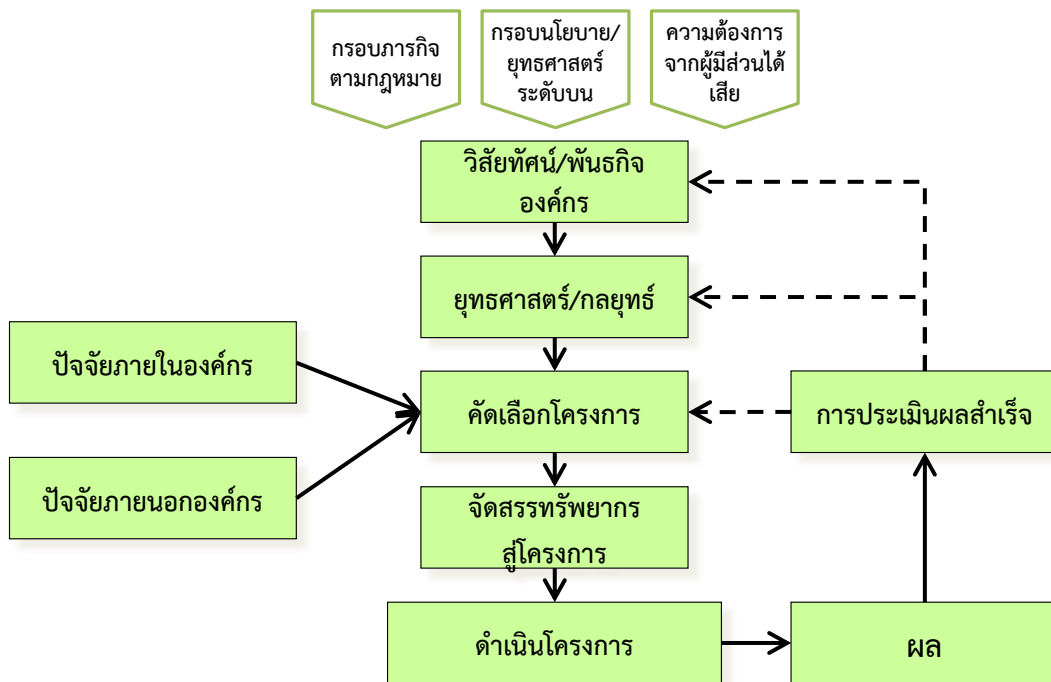 กรอบภารกิจ
ตามกฎหมาย
กรอบนโยบาย/
ยุทธศาสตร์
ระดับบน
ความต้องการ
จากผู้มีส่วนได้
เสีย
วิสัยทัศน์/พันธกิจ
องค์กร
ยุทธศาสตร์/กลยุทธ์
ปัจจัยภายในองค์กร
คัดเลือกโครงการ
การประเมินผลสำเร็จ
ปัจจัยภายนอกองค์กร
จัดสรรทรัพยากร
สู่โครงการ
ดำเนินโครงการ
ผล